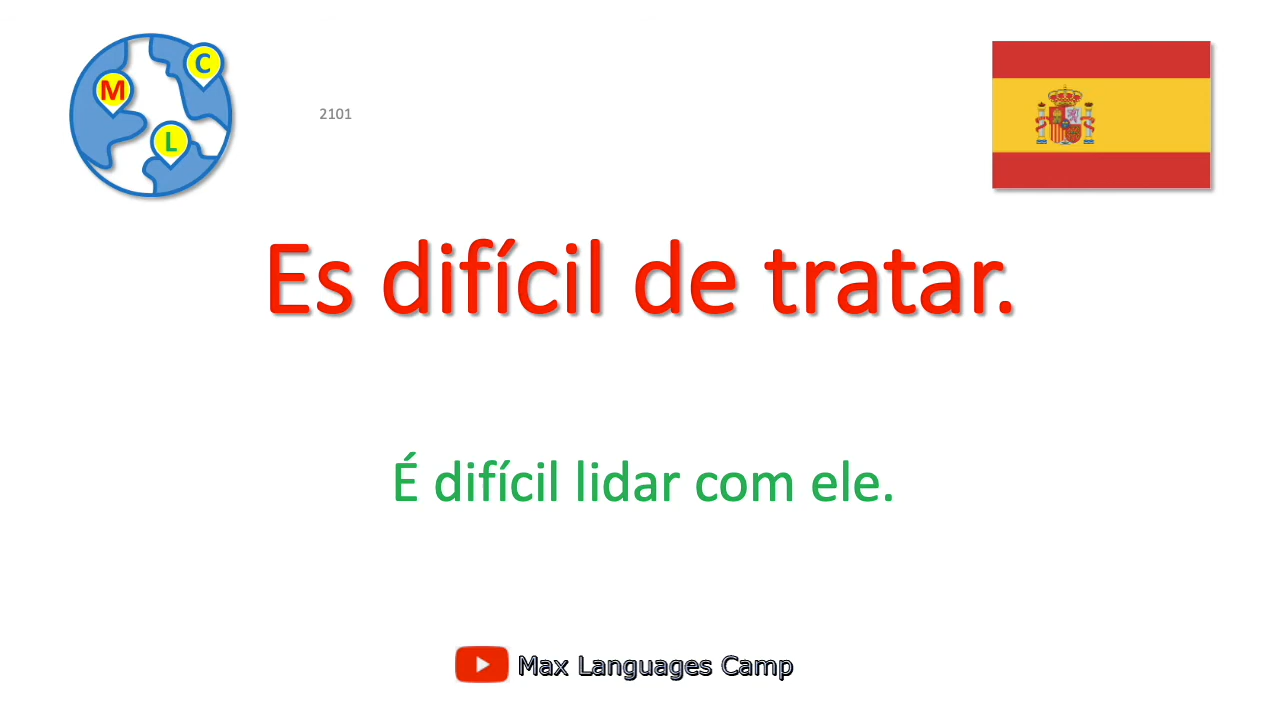 M
C
L
2101
Es difícil de tratar.
É difícil lidar com ele.
Max Languages Camp